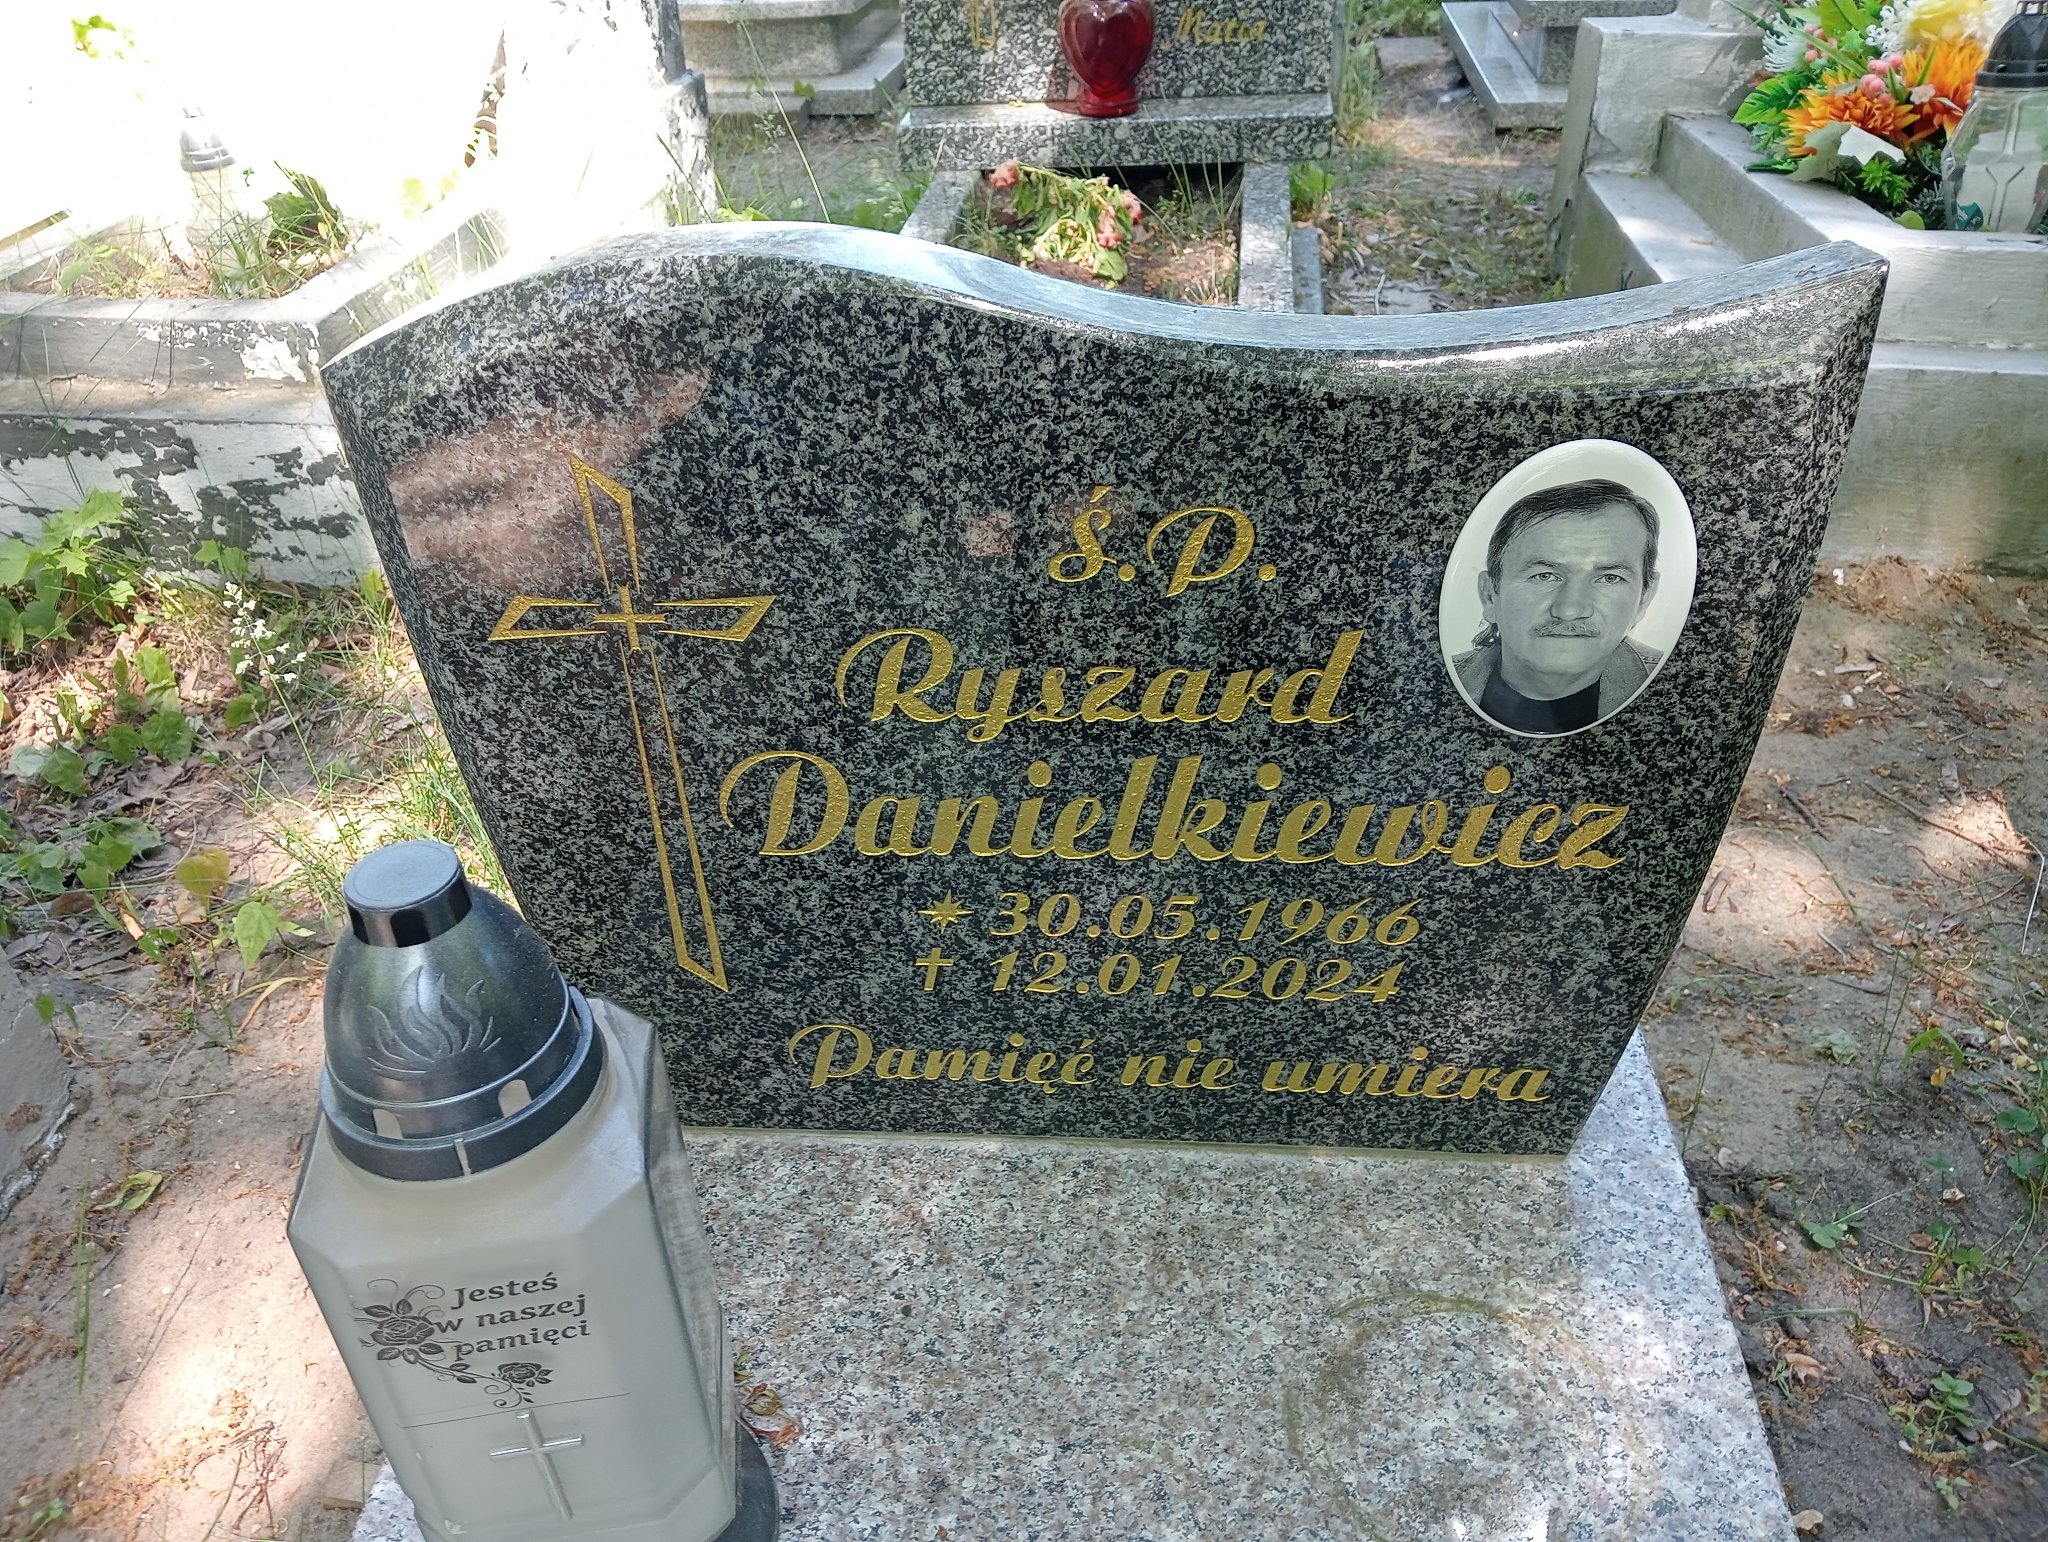 Ś.P.
Ryszard
Danielkiewicz
* 30.05.1966
† 12.01.2024
Pamięć nie umiera
Jesteś
w naszej
pamięci